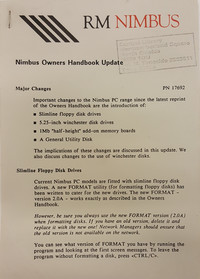 RM NIMBUS
Nimbus Owners Handbook Update
Major Changes
PN 17692
Important changes to the Nimbus PC range since the latest reprint
of the Owners Handbook are the introduction of:
Slimline floppy disk drives
5.25-inch winchester disk drives
1Mb "half-height" add-on memory boards
A General Utility Disk
The implications of these changes are discussed in this update. We
also discuss changes to the use of winchester disks.
Slimline Floppy Disk Drives
Current Nimbus PC models are fitted with slimline floppy disk
drives. A new FORMAT utility (for formatting floppy disks) has
been written to cater for the new drives. The new FORMAT -
version 2.0A - works exactly as described in the Owners
Handbook.
However, be sure you always use the new FORMAT version (2.0A)
when formatting disks. If you have an old version, delete it and
replace it with the new one! Network Managers should ensure that
the old version is not available on the network.
You can see what version of FORMAT you have by running the
program and looking at the first screen message. To leave the
program without formatting a disk, press <CTRL/C>.